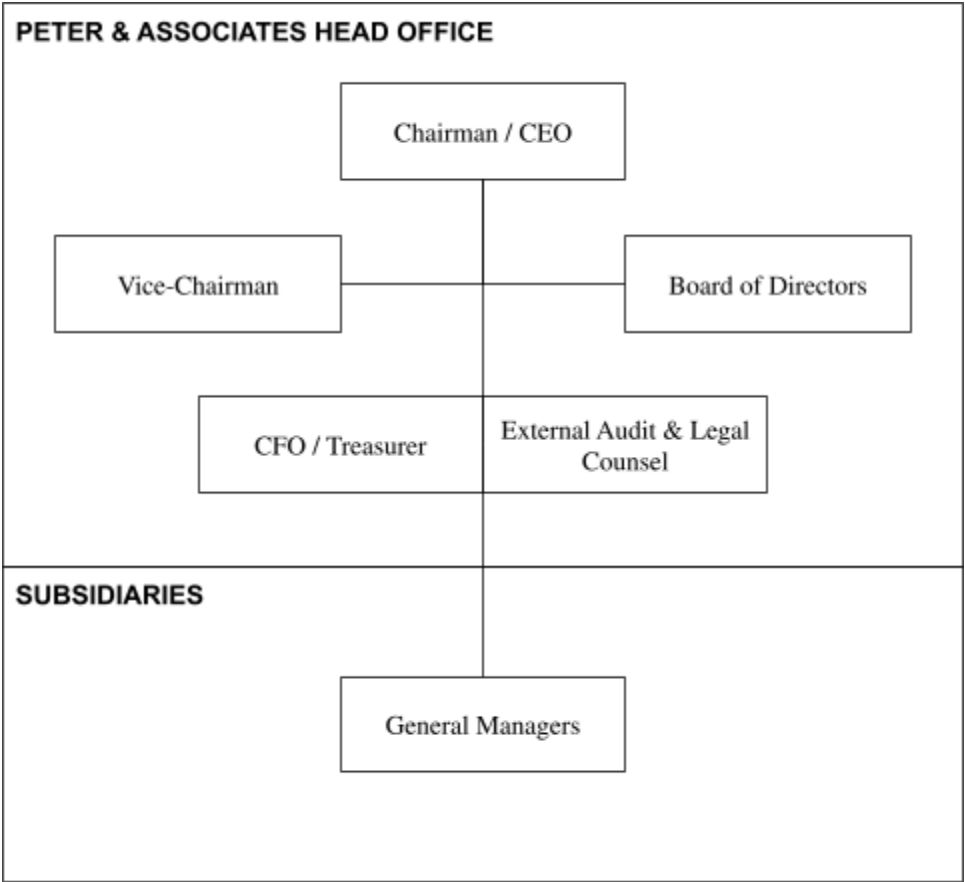 PETER & ASSOCIATES HEAD OFFICE
Chairman / CEO
Vice-Chairman
Board of Directors
CFO / Treasurer
External Audit & Legal
Counsel
SUBSIDIARIES
General Managers